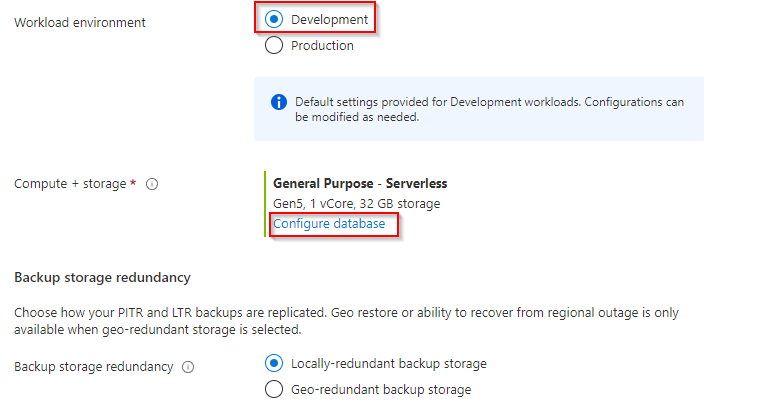 Workload environment
Development
Production
Default settings provided for Development workloads. Configurations can
be modified as needed.
Compute + storage *
General Purpose - Serverless
Gen5, 1 vCore, 32 GB storage
Configure database
Backup storage redundancy
Choose how your PITR and LTR backups are replicated. Geo restore or ability to recover from regional outage is only
available when geo-redundant storage is selected.
Backup storage redundancy
Locally-redundant backup storage
Geo-redundant backup storage